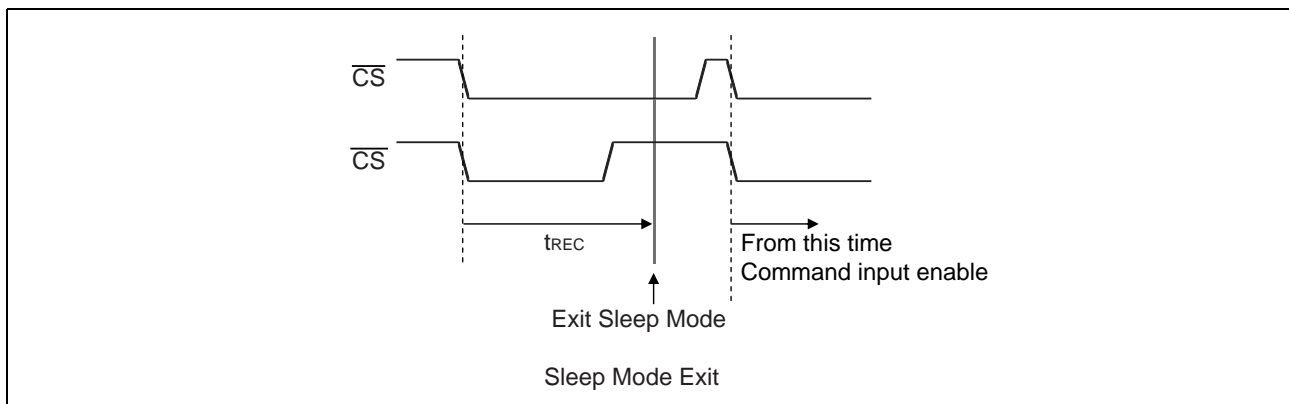 CS
CS
tREC
From this time
Command input enable
Exit Sleep Mode
Sleep Mode Exit